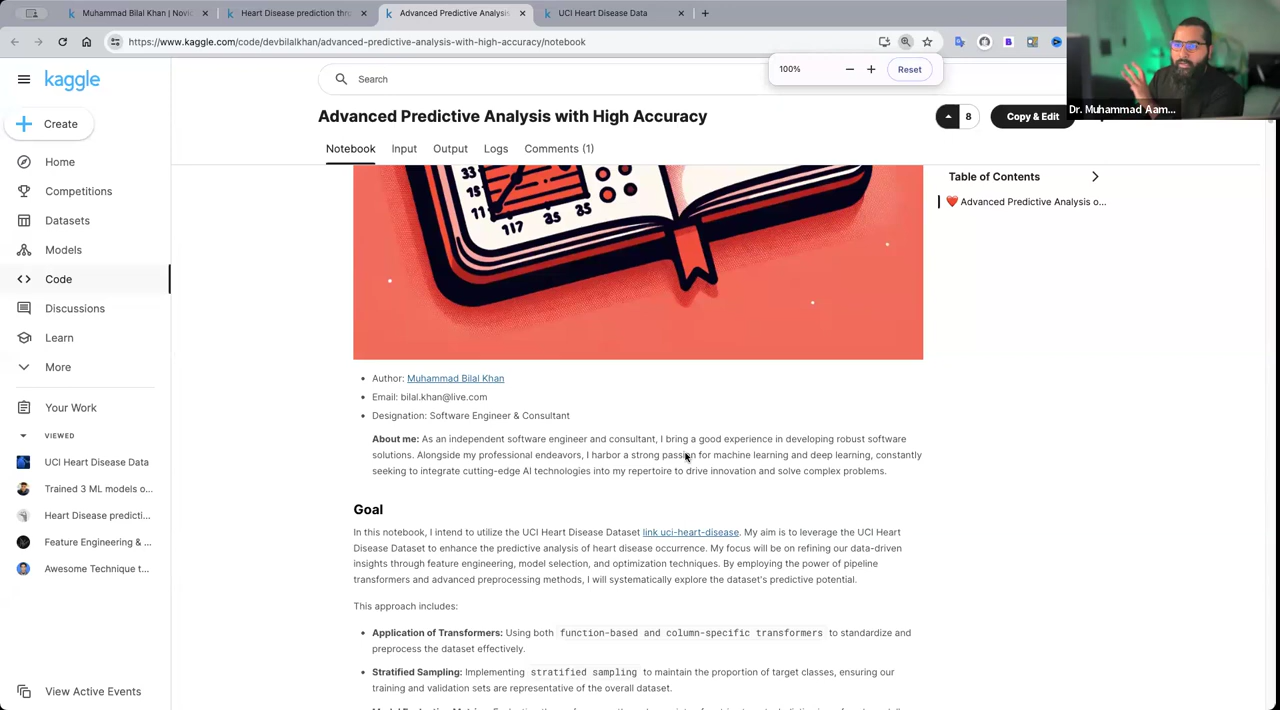 Muhammad Bilal Khan | Novi
Heart Disease prediction thr
Advanced Predictive Analysis
UCI Heart Disease Data
https://www.kaggle.com/code/devbilalkhan/advanced-predictive-analysis-with-high-accuracy/notebook
100%
Reset
Dr. Muhammad Aam...
kaggle
Search
Create
Advanced Predictive Analysis with High Accuracy
8
Copy & Edit
Notebook
Input
Output
Logs
Comments (1)
Home
Competitions
Datasets
Models
Code
Discussions
Learn
More
Your Work
VIEWED
UCI Heart Disease Data
Trained 3 ML models o...
Heart Disease predicti...
Feature Engineering & ...
Awesome Technique t...
View Active Events
Table of Contents
❤️ Advanced Predictive Analysis o...
33
15
11
117
35
35
• Author: Muhammad Bilal Khan
• Email: bilal.khan@live.com
• Designation: Software Engineer & Consultant
About me: As an independent software engineer and consultant, I bring a good experience in developing robust software
solutions. Alongside my professional endeavors, I harbor a strong passion for machine learning and deep learning, constantly
seeking to integrate cutting-edge AI technologies into my repertoire to drive innovation and solve complex problems.
Goal
In this notebook, I intend to utilize the UCI Heart Disease Dataset link uci-heart-disease. My aim is to leverage the UCI Heart
Disease Dataset to enhance the predictive analysis of heart disease occurrence. My focus will be on refining our data-driven
insights through feature engineering, model selection, and optimization techniques. By employing the power of pipeline
transformers and advanced preprocessing methods, I will systematically explore the dataset's predictive potential.
This approach includes:
• Application of Transformers: Using both function-based and column-specific transformers to standardize and
preprocess the dataset effectively.
• Stratified Sampling: Implementing stratified sampling to maintain the proportion of target classes, ensuring our
training and validation sets are representative of the overall dataset.